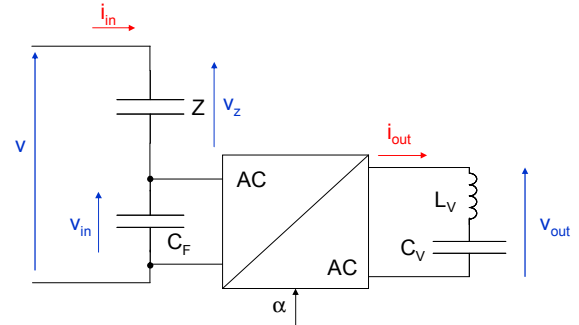 i_in
Z
v_z
v
i_out
AC
L_V
v_in
C_F
C_V
v_out
AC
α